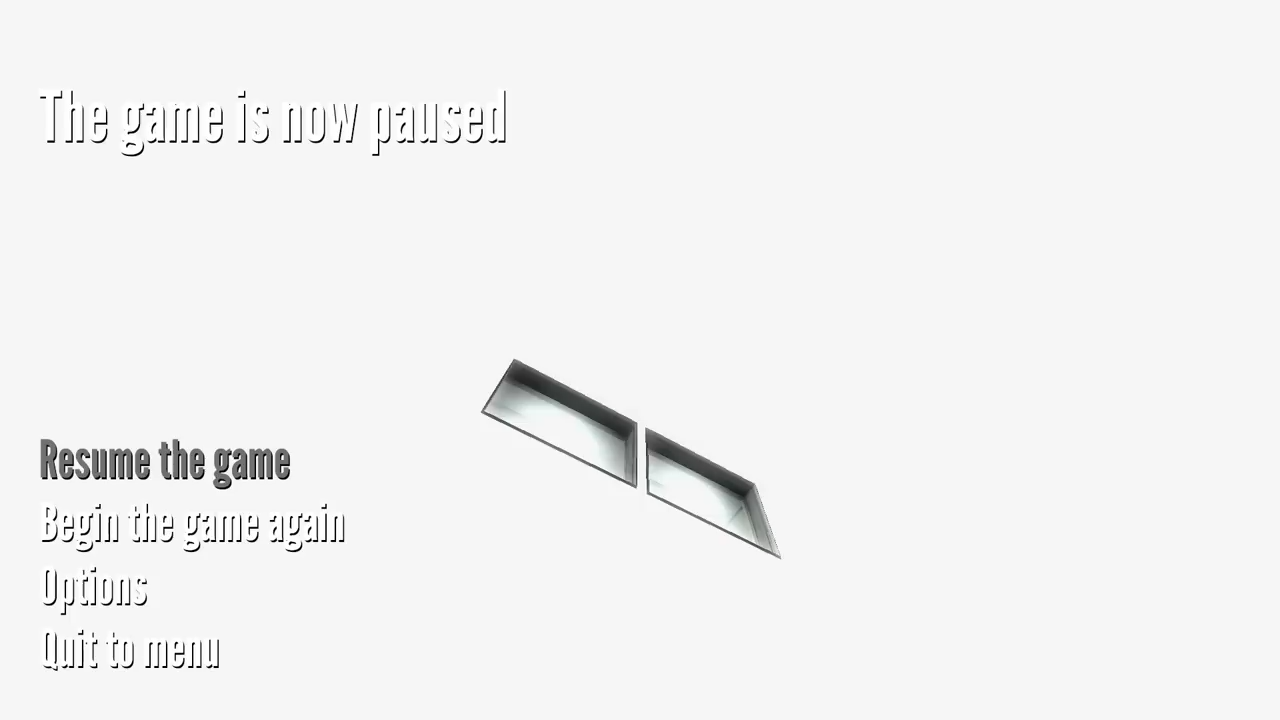 The game is now paused
Resume the game
Begin the game again
Options
Quit to menu